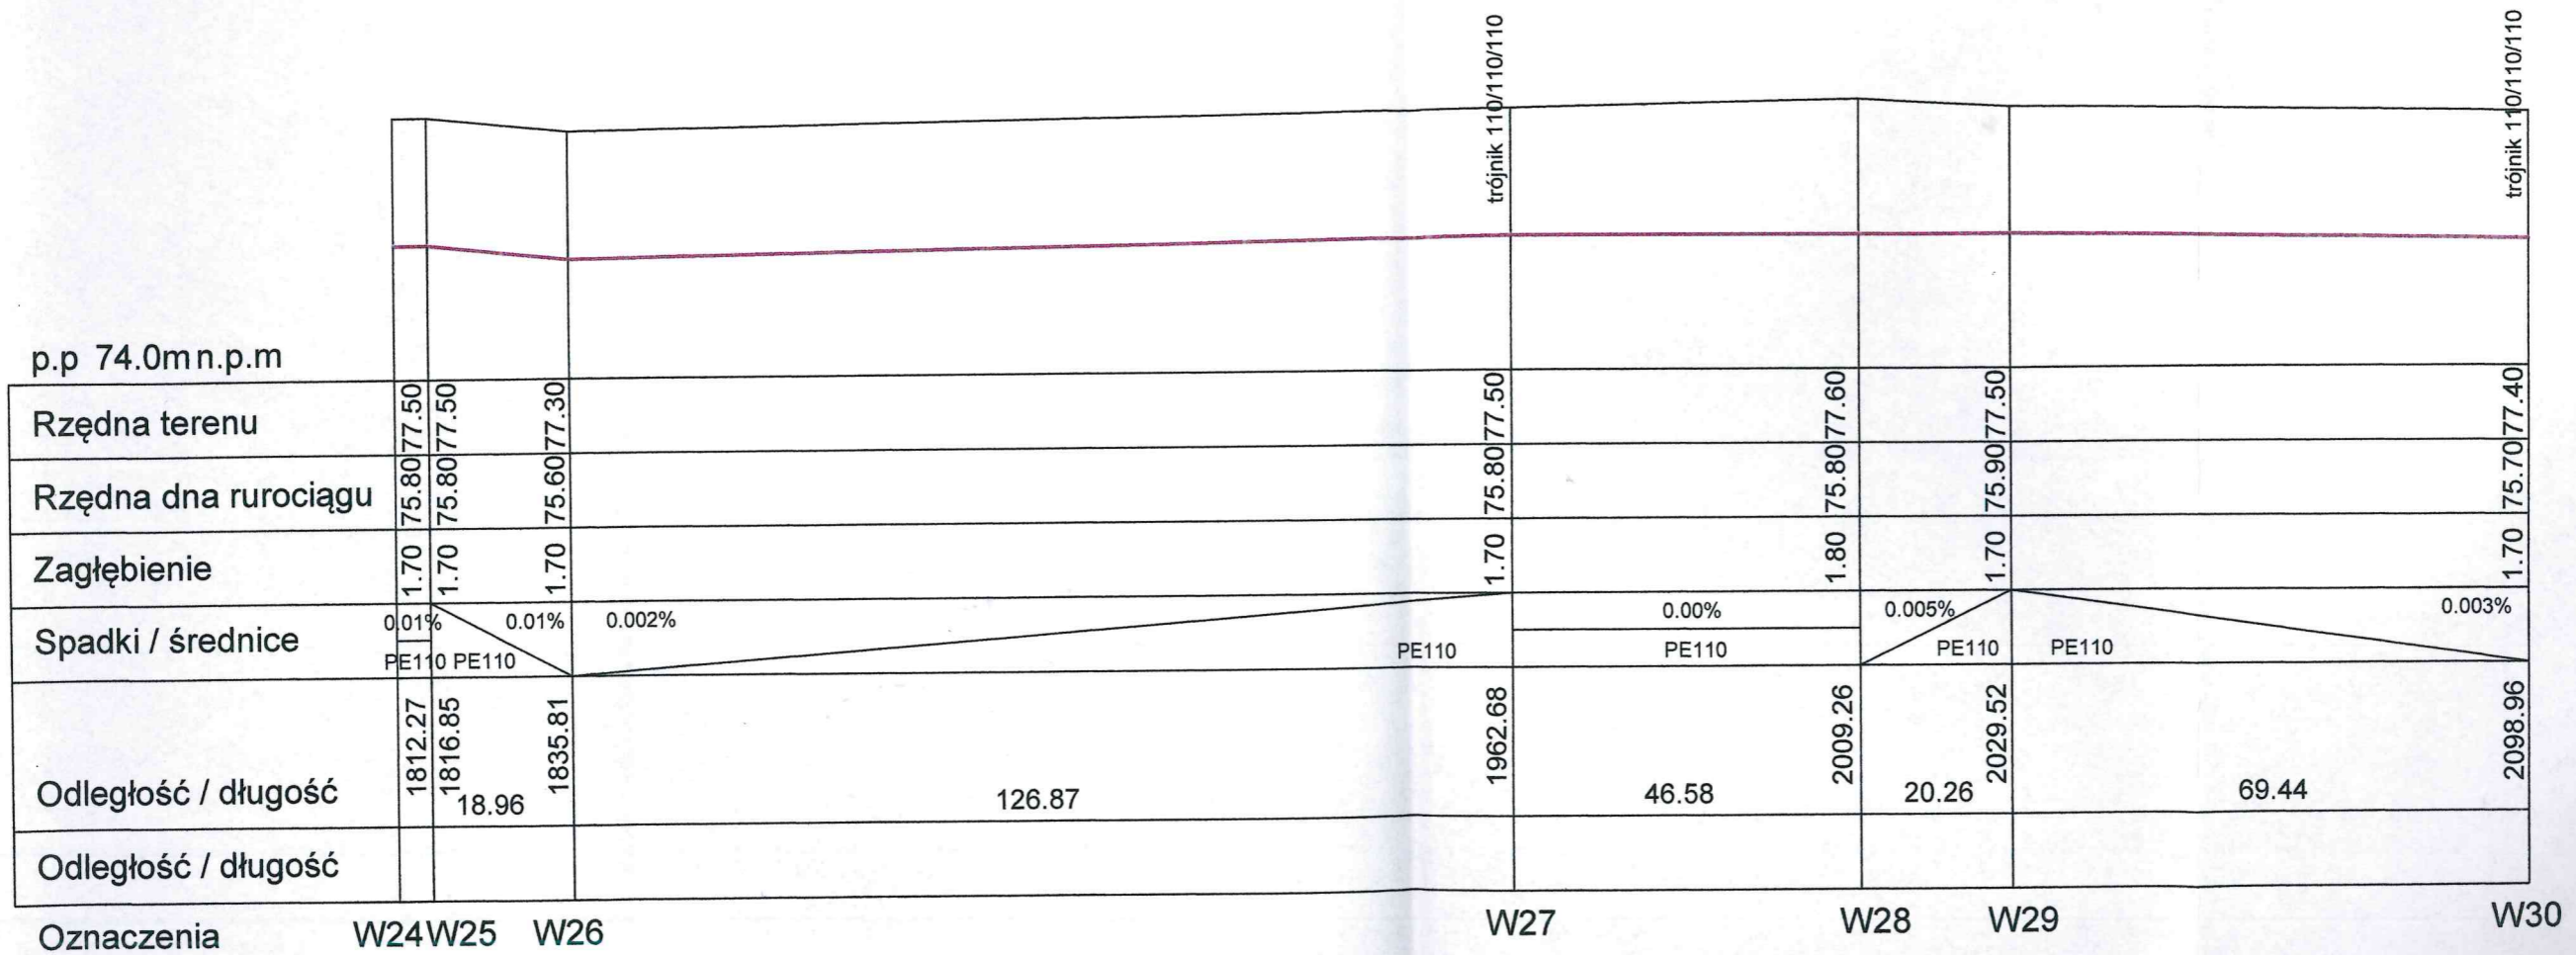 trójnik 110/110/110
trójnik 110/110/110
p.p 74.0m n.p.m
Rzędna terenu 77.50 77.50 77.30 77.50 77.60 77.50 77.40
Rzędna dna rurociągu 75.80 75.80 75.60 75.80 75.80 75.90 75.70
Zagłębienie 1.70 1.70 1.70 1.70 1.80 1.70 1.70
0.01% 0.01% 0.002% 0.00% 0.005% 0.003%
Spadki / średnice
PE110 PE110 PE110 PE110 PE110 PE110
1812.27 1816.85 1835.81 1962.68 2009.26 2029.52 2098.96
Odległość / długość 18.96 126.87 46.58 20.26 69.44
Odległość / długość
Oznaczenia W24 W25 W26 W27 W28 W29 W30